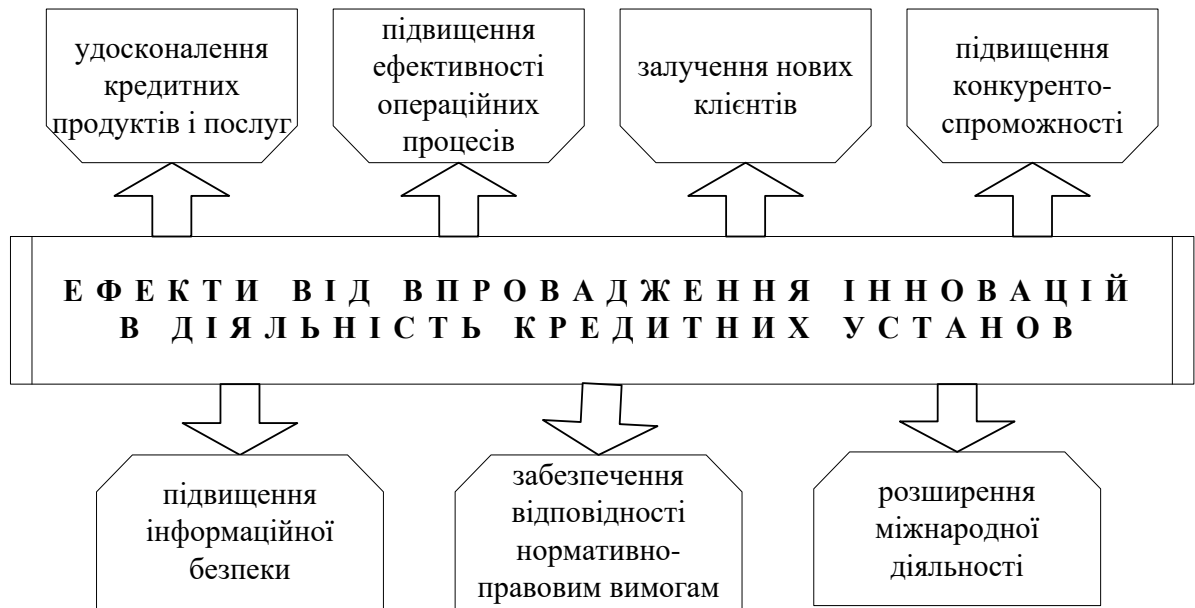 удосконалення
кредитних
продуктів і послуг
підвищення
ефективності
операційних
процесів
залучення нових
клієнтів
підвищення
конкуренто-
спроможності
ЕФЕКТИ ВІД ВПРОВАДЖЕННЯ ІННОВАЦІЙ
В ДІЯЛЬНІСТЬ КРЕДИТНИХ УСТАНОВ
підвищення
інформаційної
безпеки
забезпечення
відповідності
нормативно-
правовим вимогам
розширення
міжнародної
діяльності